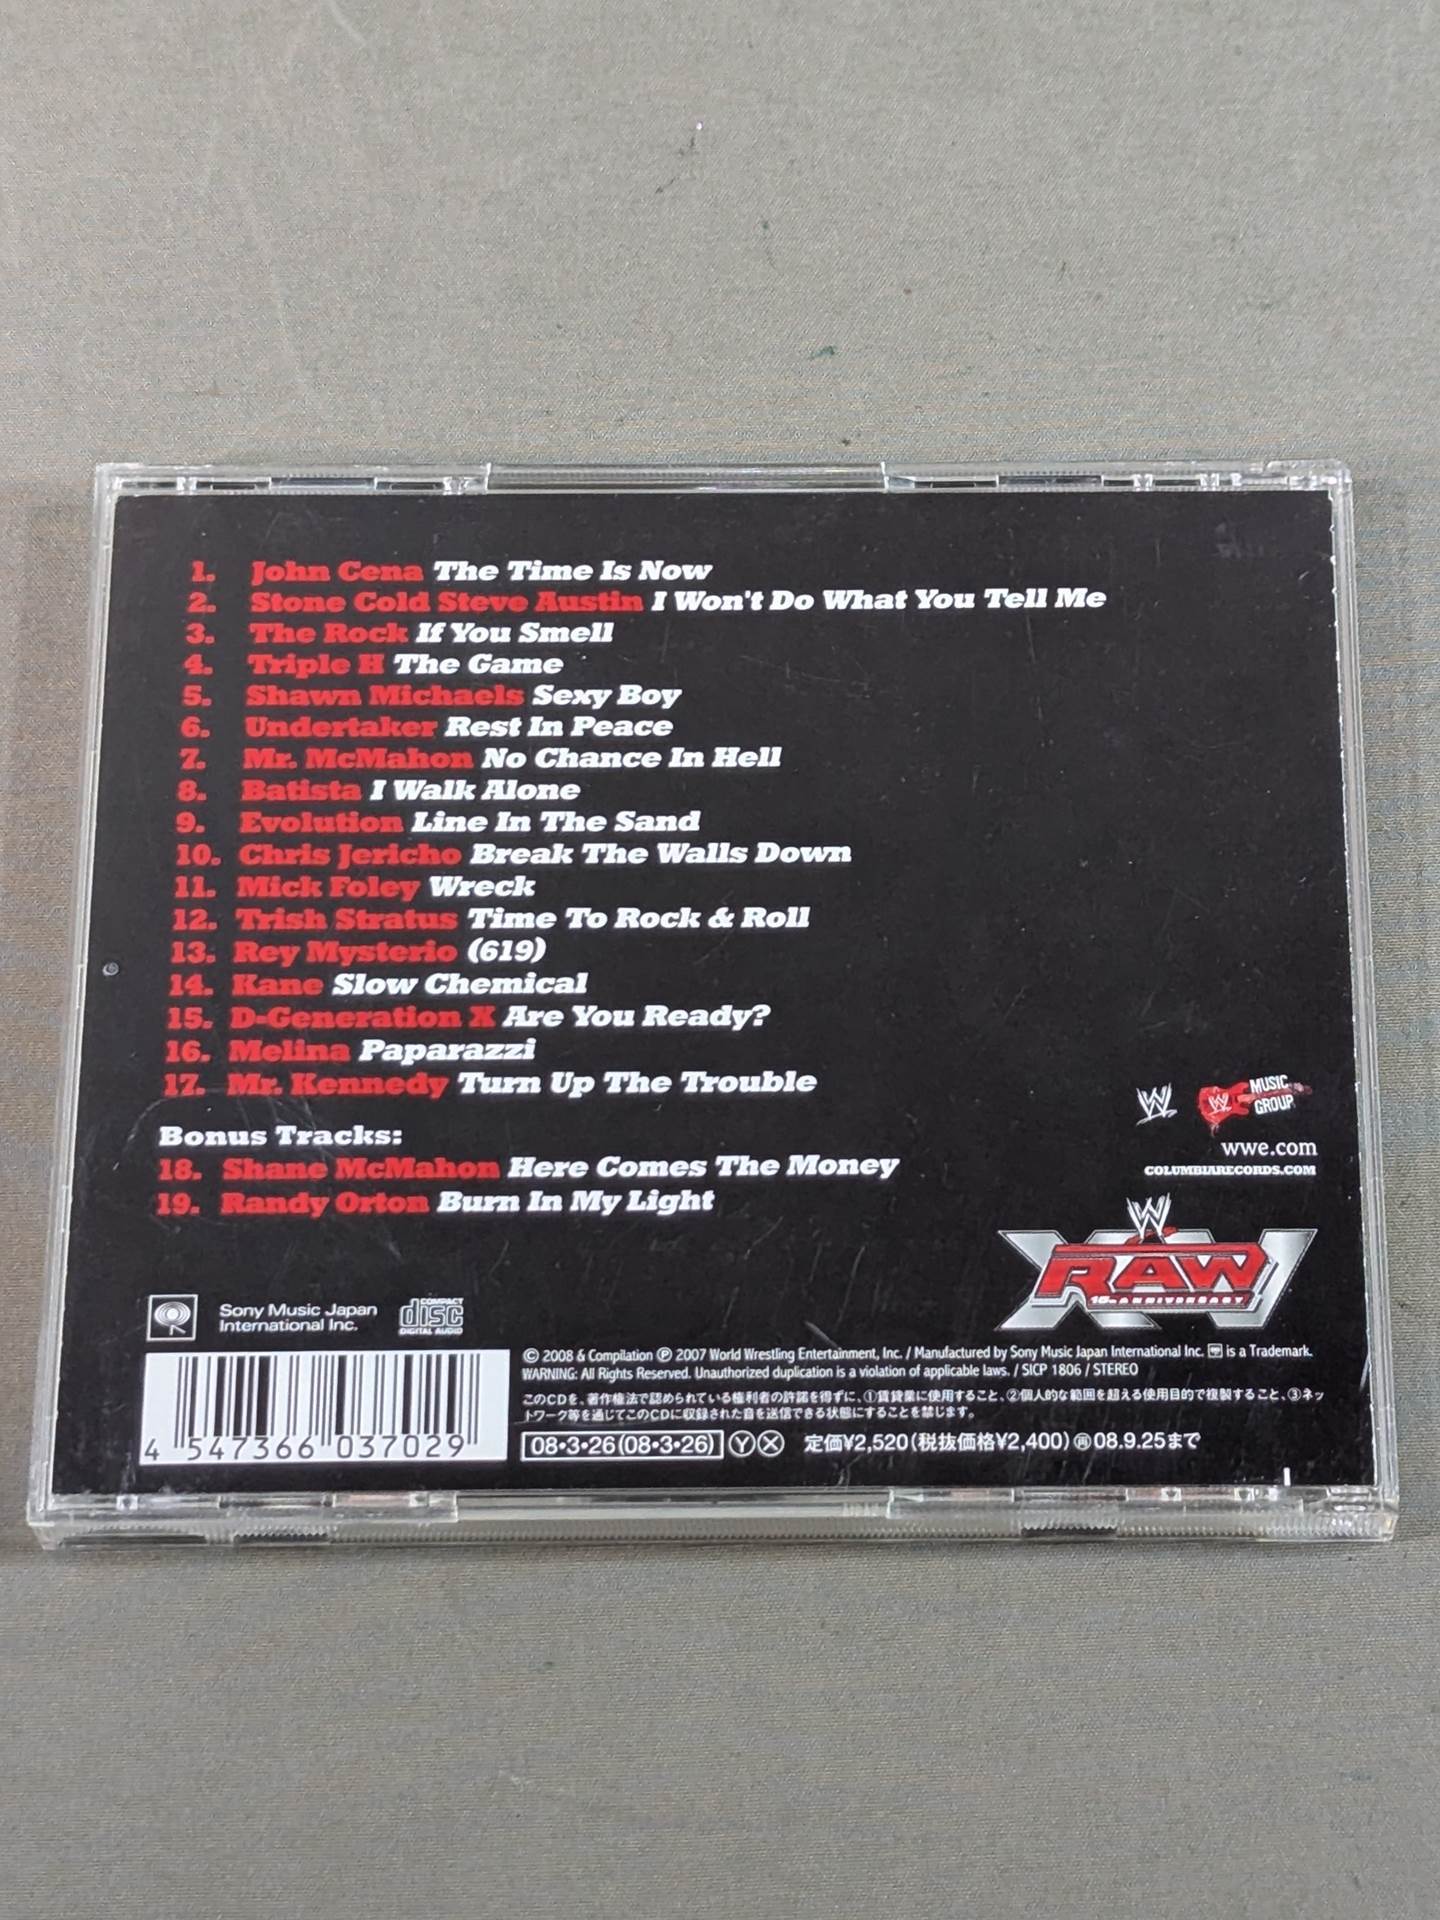 1. John Cena The Time Is Now
2. Stone Cold Steve Austin I Won't Do What You Tell Me
3. The Rock If You Smell
4. Triple H The Game
5. Shawn Michaels Sexy Boy
6. Undertaker Rest In Peace
7. Mr. McMahon No Chance In Hell
8. Batista I Walk Alone
9. Evolution Line In The Sand
10. Chris Jericho Break The Walls Down
11. Mick Foley Wreck
12. Trish Stratus Time To Rock & Roll
13. Rey Mysterio (619)
14. Kane Slow Chemical
15. D-Generation X Are You Ready?
16. Melina Paparazzi
17. Mr. Kennedy Turn Up The Trouble
Bonus Tracks:
18. Shane McMahon Here Comes The Money
19. Randy Orton Burn In My Light
W
W MUSIC
GROUP
wwe.com
COLUMBIARECORDS.COM
W
XV
RAW
15th ANNIVERSARY
Sony Music Japan
International Inc.
COMPACT
disc
DIGITAL AUDIO
4 547366 037029
© 2008 & Compilation ℗ 2007 World Wrestling Entertainment, Inc. / Manufactured by Sony Music Japan International Inc. is a Trademark.
WARNING: All Rights Reserved. Unauthorized duplication is a violation of applicable laws. / SICP 1806 / STEREO
このCDを、著作権法で認められている権利者の許諾を得ずに、①賃貸業に使用すること、②個人的な範囲を超える使用目的で複製すること、③ネッ
トワーク等を通じてこのCDに収録された音を送信できる状態にすることを禁じます。
08・3・26(08・3・26) Ⓨ Ⓧ 定価¥2,520(税抜価格¥2,400)㊢08.9.25まで